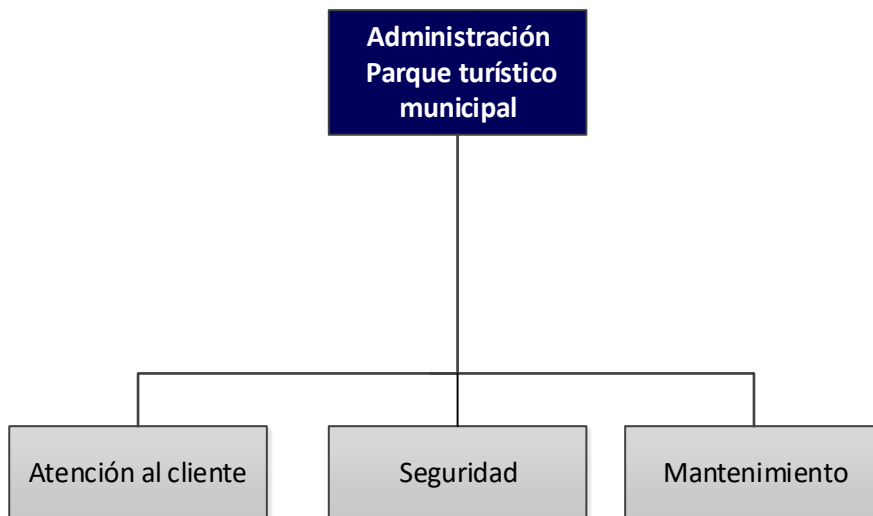 Administración
Parque turístico
municipal
Atención al cliente
Seguridad
Mantenimiento